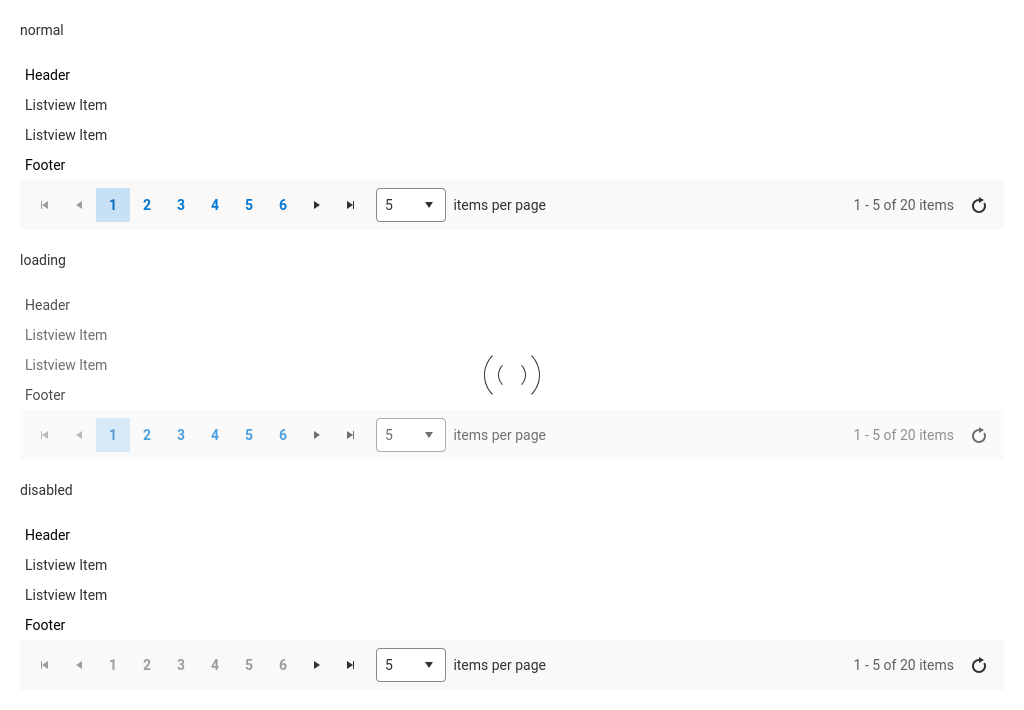 normal
Header
Listview Item
Listview Item
Footer
1 2 3 4 5 6 5 items per page 1 - 5 of 20 items
loading
Header
Listview Item
Listview Item
Footer
1 2 3 4 5 6 5 items per page 1 - 5 of 20 items
disabled
Header
Listview Item
Listview Item
Footer
1 2 3 4 5 6 5 items per page 1 - 5 of 20 items